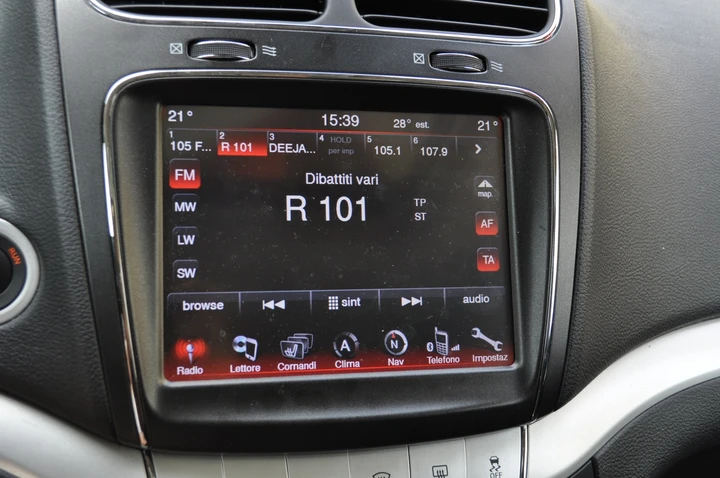 21° 15:39 28° est. 21°
1 105 F... 2 R 101 3 DEEJA... 4 HOLD per imp 5 105.1 6 107.9 >
FM Dibattiti vari map
MW R 101 TP
ST AF
LW TA
SW
browse sint audio
Radio Lettore Comandi A Clima N Nav Telefono Impostaz
RUN
OFF